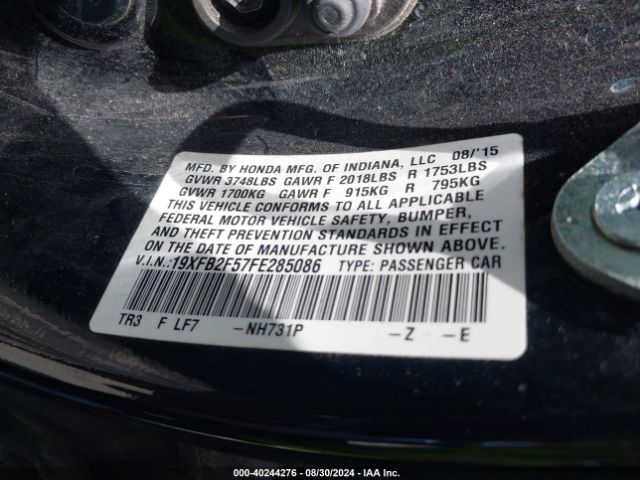 MFD. BY HONDA MFG. OF INDIANA, LLC 08/'15
GVWR 3748LBS GAWR F 2018LBS R 1753LBS
GVWR 1700KG GAWR F 915KG R 795KG
THIS VEHICLE CONFORMS TO ALL APPLICABLE
FEDERAL MOTOR VEHICLE SAFETY, BUMPER,
AND THEFT PREVENTION STANDARDS IN EFFECT
ON THE DATE OF MANUFACTURE SHOWN ABOVE.
V.I.N.:19XFB2F57FE285086 TYPE: PASSENGER CAR
TR3 F LF7 -NH731P -Z -E
000-40244276 - 08/30/2024 - IAA Inc.